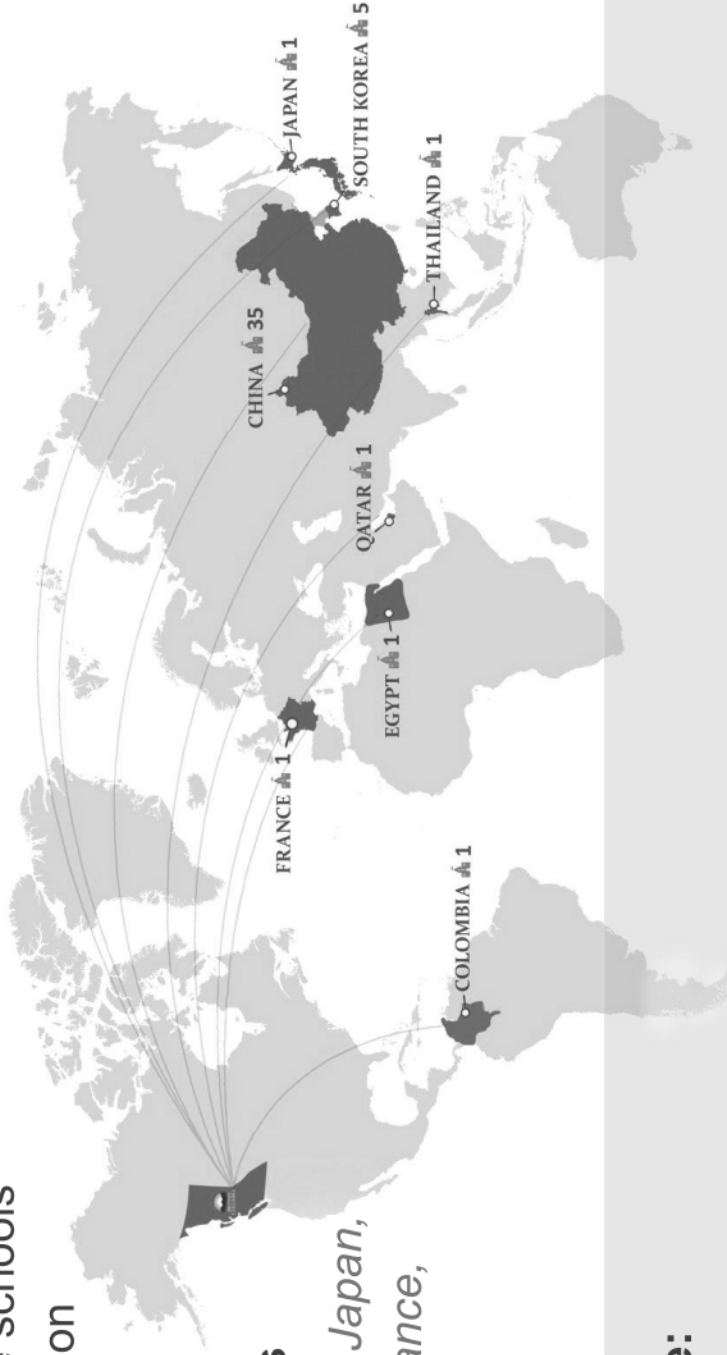 schools
on
Japan,
CHINA 35
JAPAN 1
SOUTH KOREA 5
THAILAND 1
QATAR 1
EGYPT 1
FRANCE 1
COLOMBIA 1